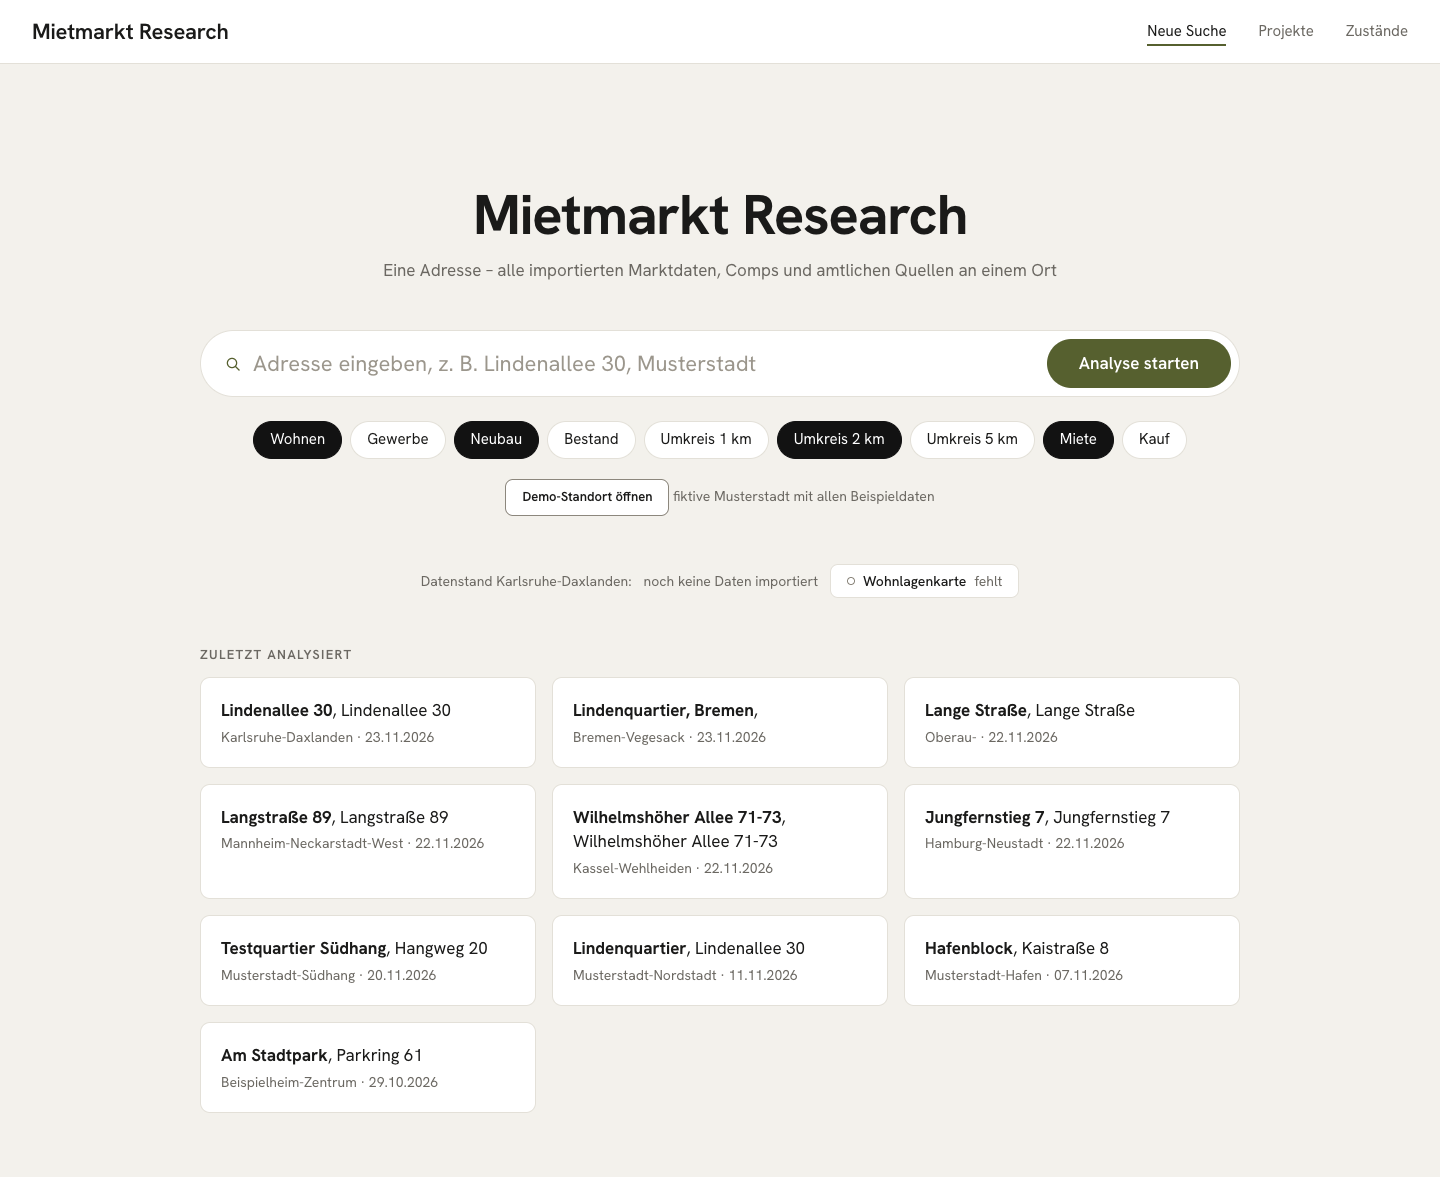 Mietmarkt Research
Neue Suche
Projekte
Zustände
Mietmarkt Research
Eine Adresse – alle importierten Marktdaten, Comps und amtlichen Quellen an einem Ort
Adresse eingeben, z. B. Lindenallee 30, Musterstadt
Analyse starten
Wohnen
Gewerbe
Neubau
Bestand
Umkreis 1 km
Umkreis 2 km
Umkreis 5 km
Miete
Kauf
Demo-Standort öffnen
fiktive Musterstadt mit allen Beispieldaten
Datenstand Karlsruhe-Daxlanden: noch keine Daten importiert
Wohnlagenkarte fehlt
ZULETZT ANALYSIERT
Lindenallee 30, Lindenallee 30
Karlsruhe-Daxlanden · 23.11.2026
Lindenquartier, Bremen,
Bremen-Vegesack · 23.11.2026
Lange Straße, Lange Straße
Oberau- · 22.11.2026
Langstraße 89, Langstraße 89
Mannheim-Neckarstadt-West · 22.11.2026
Wilhelmshöher Allee 71-73,
Wilhelmshöher Allee 71-73
Kassel-Wehlheiden · 22.11.2026
Jungfernstieg 7, Jungfernstieg 7
Hamburg-Neustadt · 22.11.2026
Testquartier Südhang, Hangweg 20
Musterstadt-Südhang · 20.11.2026
Lindenquartier, Lindenallee 30
Musterstadt-Nordstadt · 11.11.2026
Hafenblock, Kaistraße 8
Musterstadt-Hafen · 07.11.2026
Am Stadtpark, Parkring 61
Beispielheim-Zentrum · 29.10.2026